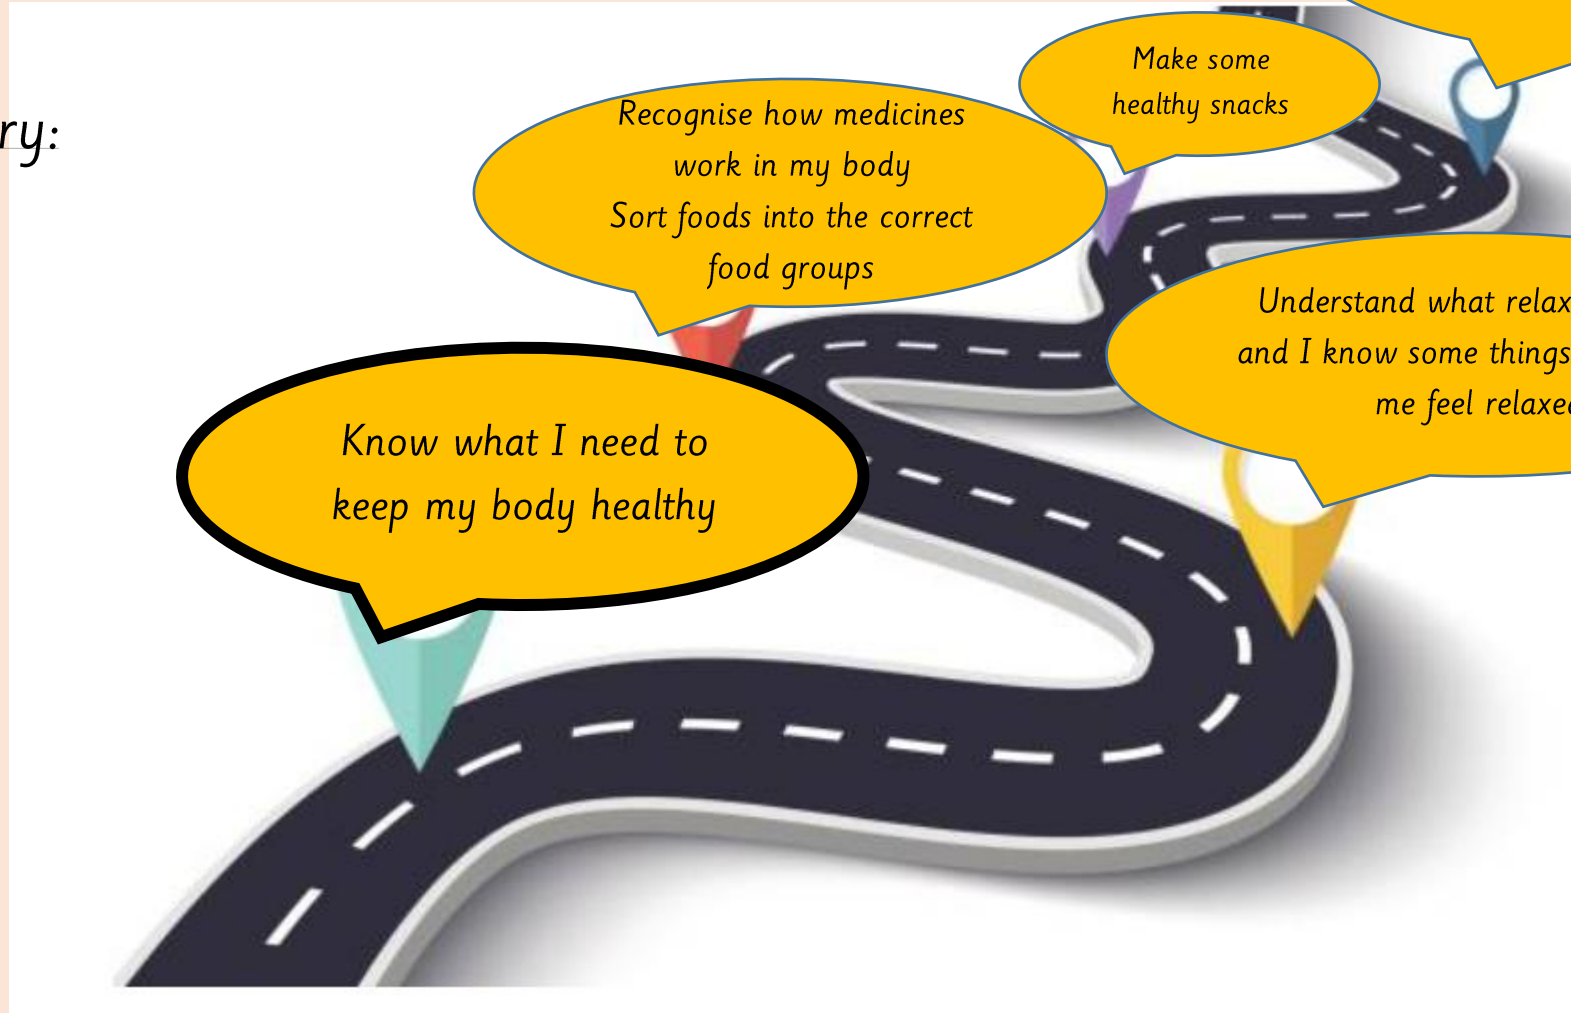 Make some
healthy snacks
Recognise how medicines
work in my body
Sort foods into the correct
food groups
Understand what
and I know some things
me feel
Know what I need to
keep my body healthy